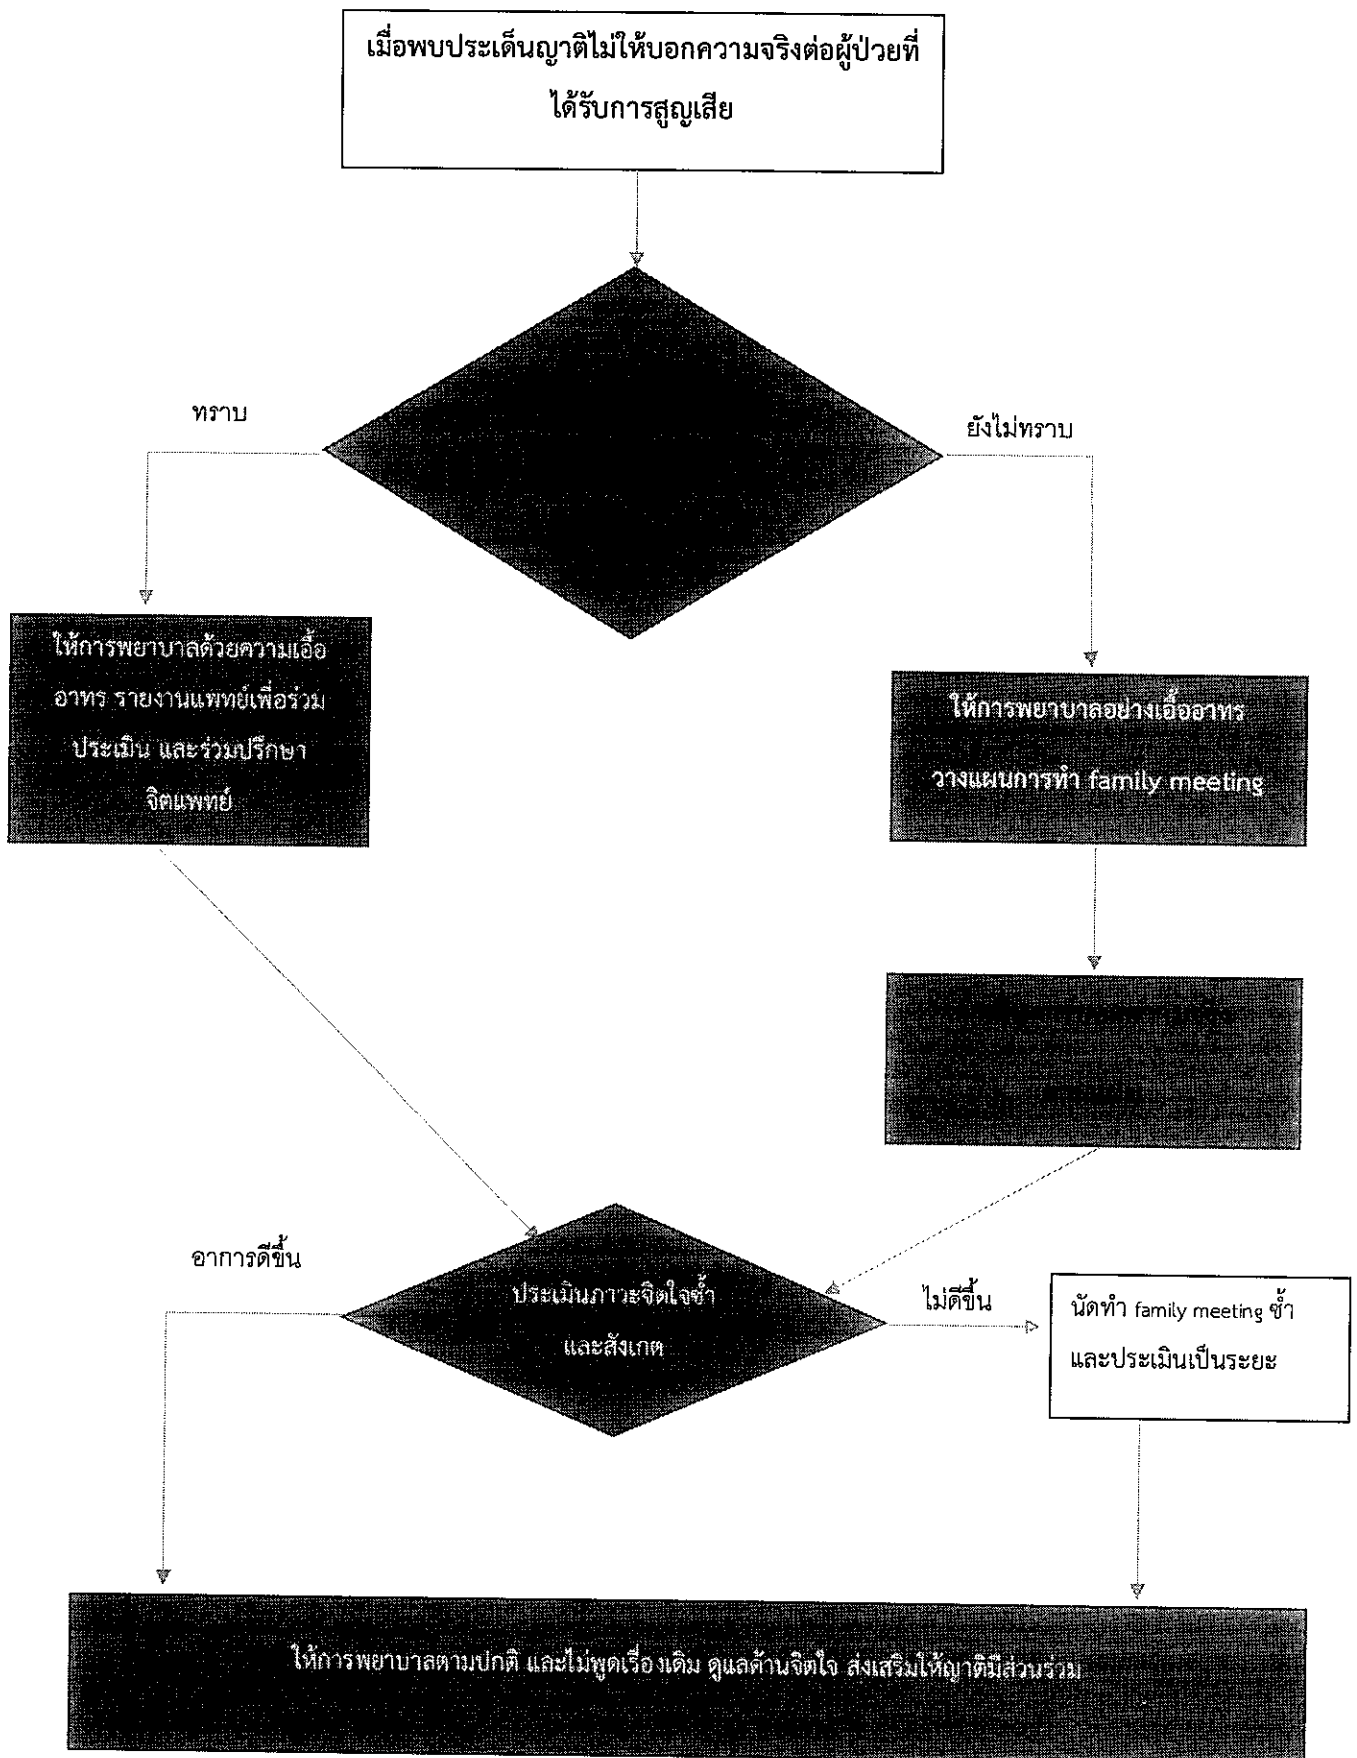 เมื่อพบประเด็นญาติไม่ให้บอกความจริงต่อผู้ป่วยที่
ได้รับการสูญเสีย
ทราบ
ยังไม่ทราบ
ให้การพยาบาลด้วยความเอื้อ
อาทร รายงานแพทย์เพื่อร่วม
ประเมิน และร่วมปรึกษา
จิตแพทย์
ให้การพยาบาลอย่างเอื้ออาทร
วางแผนการทำ family meeting
อาการดีขึ้น
ประเมินภาวะจิตใจซ้ำ
และสังเกต
ไม่ดีขึ้น
นัดทำ family meeting ซ้ำ
และประเมินเป็นระยะ
ให้การพยาบาลตามปกติ และไม่พูดเรื่องเดิม ดูแลด้านจิตใจ ส่งเสริมให้ญาติมีส่วนร่วม